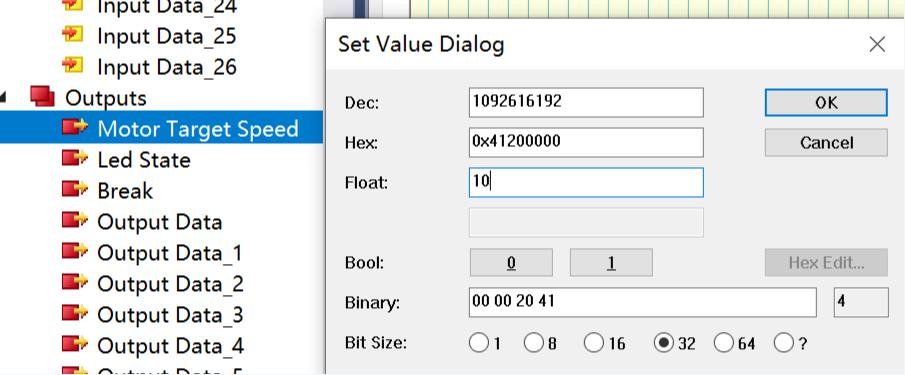 Input Data_24
Input Data_25
Input Data_26
Outputs
Motor Target Speed
Led State
Break
Output Data
Output Data_1
Output Data_2
Output Data_3
Output Data_4
Output Data_5
Set Value Dialog
Dec: 1092616192 OK
Hex: 0x41200000 Cancel
Float: 10
Bool: 0 1 Hex Edit...
Binary: 00 00 20 41 4
Bit Size: 1 8 16 32 64 ?